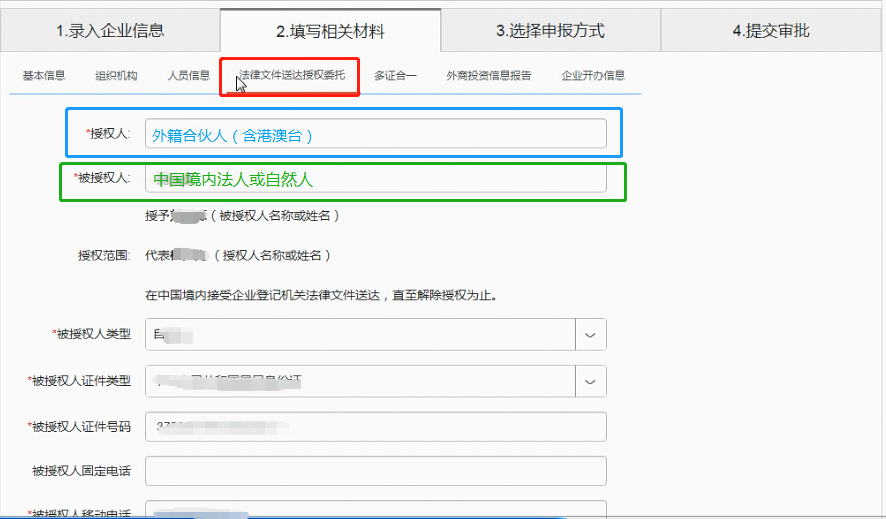 1.录入企业信息 2.填写相关材料 3.选择申报方式 4.提交审批
基本信息 组织机构 人员信息 法律文件送达授权委托 多证合一 外商投资信息报告 企业开办信息
*授权人: 外籍合伙人（含港澳台）
*被授权人: 中国境内法人或自然人
授予（被授权人名称或姓名）
授权范围: 代表（授权人名称或姓名）
在中国境内接受企业登记机关法律文件送达，直至解除授权为止。
*被授权人类型
*被授权人证件类型
*被授权人证件号码
被授权人固定电话
*被授权人移动电话